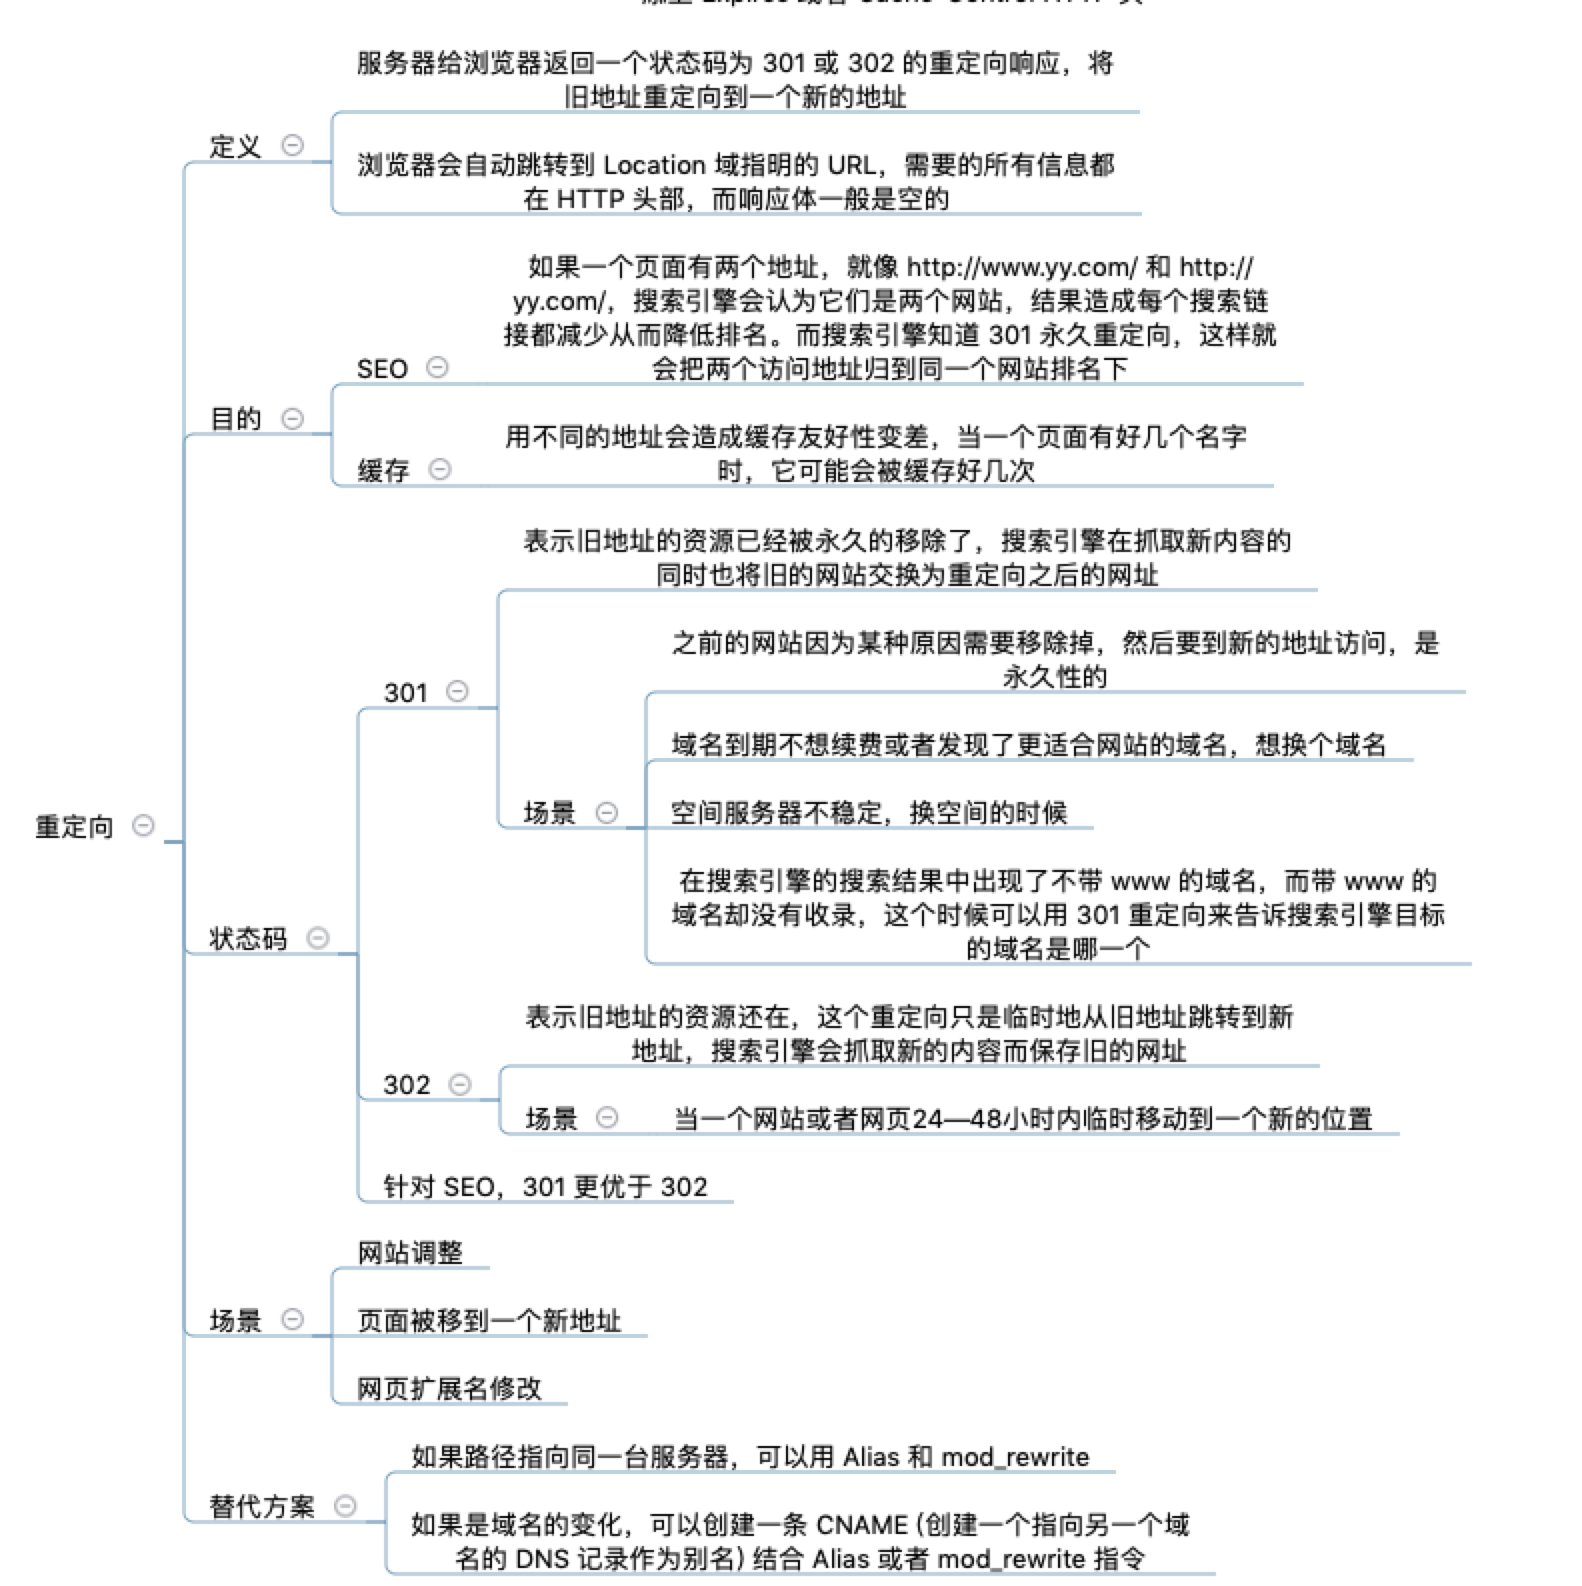 服务器给浏览器返回一个状态码为 301 或 302 的重定向响应，将
旧地址重定向到一个新的地址
定义
浏览器会自动跳转到 Location 域指明的 URL，需要的所有信息都
在 HTTP 头部，而响应体一般是空的
如果一个页面有两个地址，就像 http://www.yy.com/ 和 http://
yy.com/，搜索引擎会认为它们是两个网站，结果造成每个搜索链
接都减少从而降低排名。而搜索引擎知道 301 永久重定向，这样就
会把两个访问地址归到同一个网站排名下
SEO
目的
用不同的地址会造成缓存友好性变差，当一个页面有好几个名字
时，它可能会被缓存好几次
缓存
表示旧地址的资源已经被永久的移除了，搜索引擎在抓取新内容的
同时也将旧的网站交换为重定向之后的网址
之前的网站因为某种原因需要移除掉，然后要到新的地址访问，是
永久性的
301
域名到期不想续费或者发现了更适合网站的域名，想换个域名
场景
空间服务器不稳定，换空间的时候
重定向
在搜索引擎的搜索结果中出现了不带 www 的域名，而带 www 的
域名却没有收录，这个时候可以用 301 重定向来告诉搜索引擎目标
的域名是哪一个
状态码
表示旧地址的资源还在，这个重定向只是临时地从旧地址跳转到新
地址，搜索引擎会抓取新的内容而保存旧的网址
302
场景
当一个网站或者网页24—48小时内临时移动到一个新的位置
针对 SEO，301 更优于 302
网站调整
场景
页面被移到一个新地址
网页扩展名修改
如果路径指向同一台服务器，可以用 Alias 和 mod_rewrite
替代方案
如果是域名的变化，可以创建一条 CNAME (创建一个指向另一个域
名的 DNS 记录作为别名) 结合 Alias 或者 mod_rewrite 指令